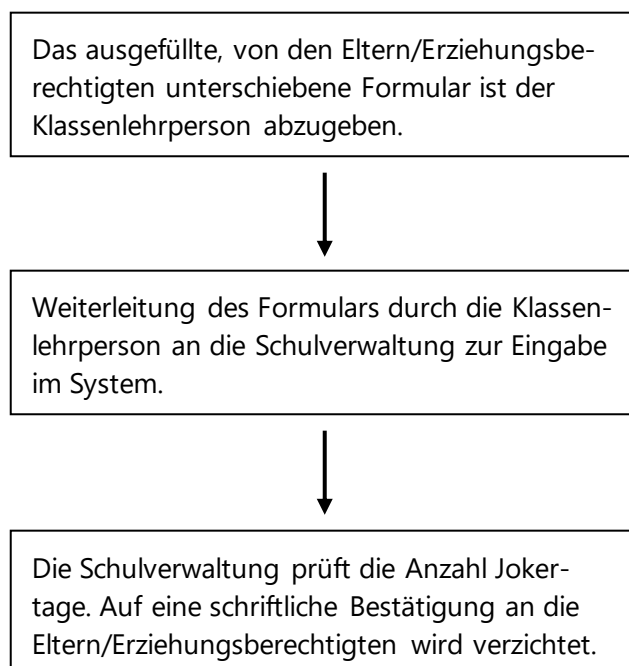 Das ausgefüllte, von den Eltern/Erziehungsbe-
rechtigten unterschiebene Formular ist der
Klassenlehrperson abzugeben.
Weiterleitung des Formulars durch die Klassen-
lehrperson an die Schulverwaltung zur Eingabe
im System.
Die Schulverwaltung prüft die Anzahl Joker-
tage. Auf eine schriftliche Bestätigung an die
Eltern/Erziehungsberechtigten wird verzichtet.